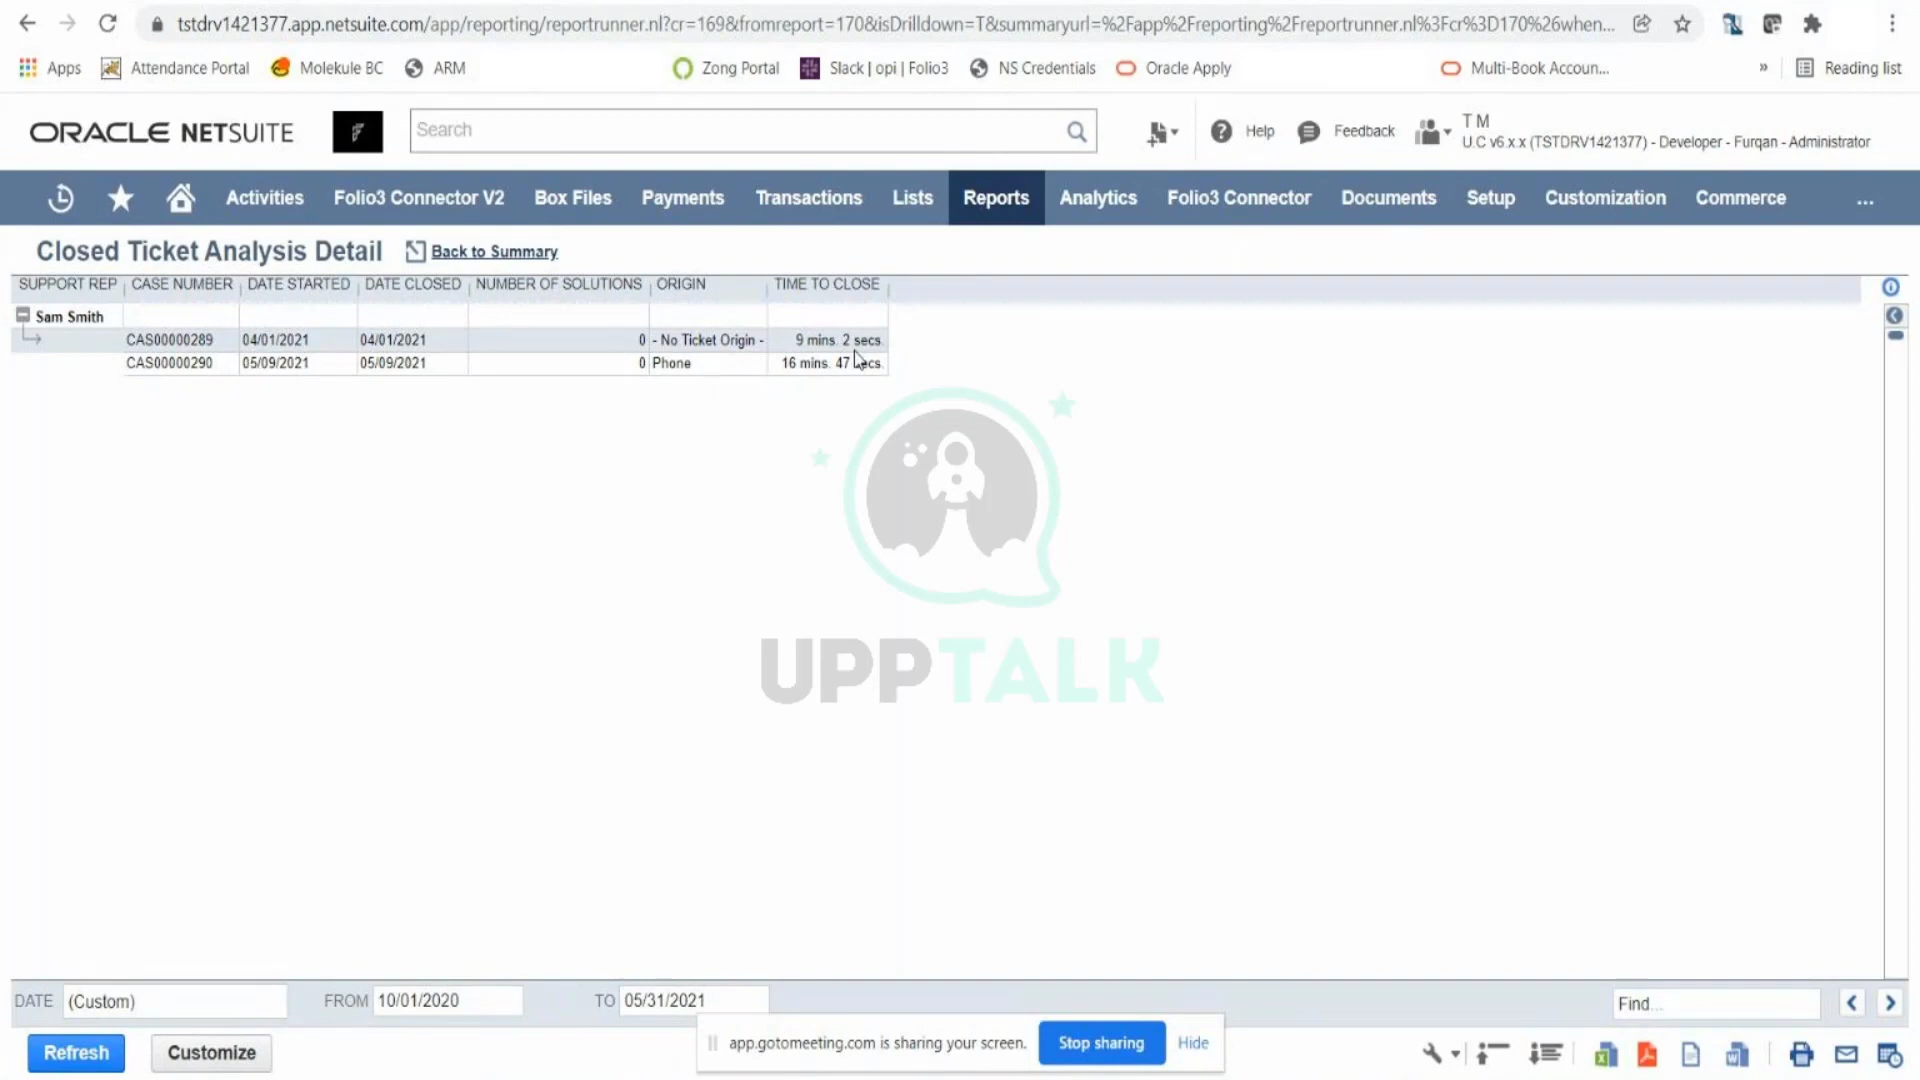 tstdrv1421377.app.netsuite.com/app/reporting/reportrunner.nl?cr=169&fromreport=170&isDrilldown=T&summaryurl=%2Fapp%2Freporting%2Freportrunner.nl%3Fcr%3D170%26when...
Apps Attendance Portal Molekule BC ARM Zong Portal Slack | opi | Folio3 NS Credentials Oracle Apply Multi-Book Accoun... » Reading list
ORACLE NETSUITE Search Help Feedback T M
U.C v6.x.x (TSTDRV1421377) - Developer - Furqan - Administrator
Activities Folio3 Connector V2 Box Files Payments Transactions Lists Reports Analytics Folio3 Connector Documents Setup Customization Commerce ...
Closed Ticket Analysis Detail Back to Summary
SUPPORT REP CASE NUMBER DATE STARTED DATE CLOSED NUMBER OF SOLUTIONS ORIGIN TIME TO CLOSE
Sam Smith
CAS00000289 04/01/2021 04/01/2021 0 - No Ticket Origin - 9 mins. 2 secs.
CAS00000290 05/09/2021 05/09/2021 0 Phone 16 mins. 47 secs.
UPPTALK
DATE (Custom) FROM 10/01/2020 TO 05/31/2021 Find...
Refresh Customize app.gotomeeting.com is sharing your screen. Stop sharing Hide